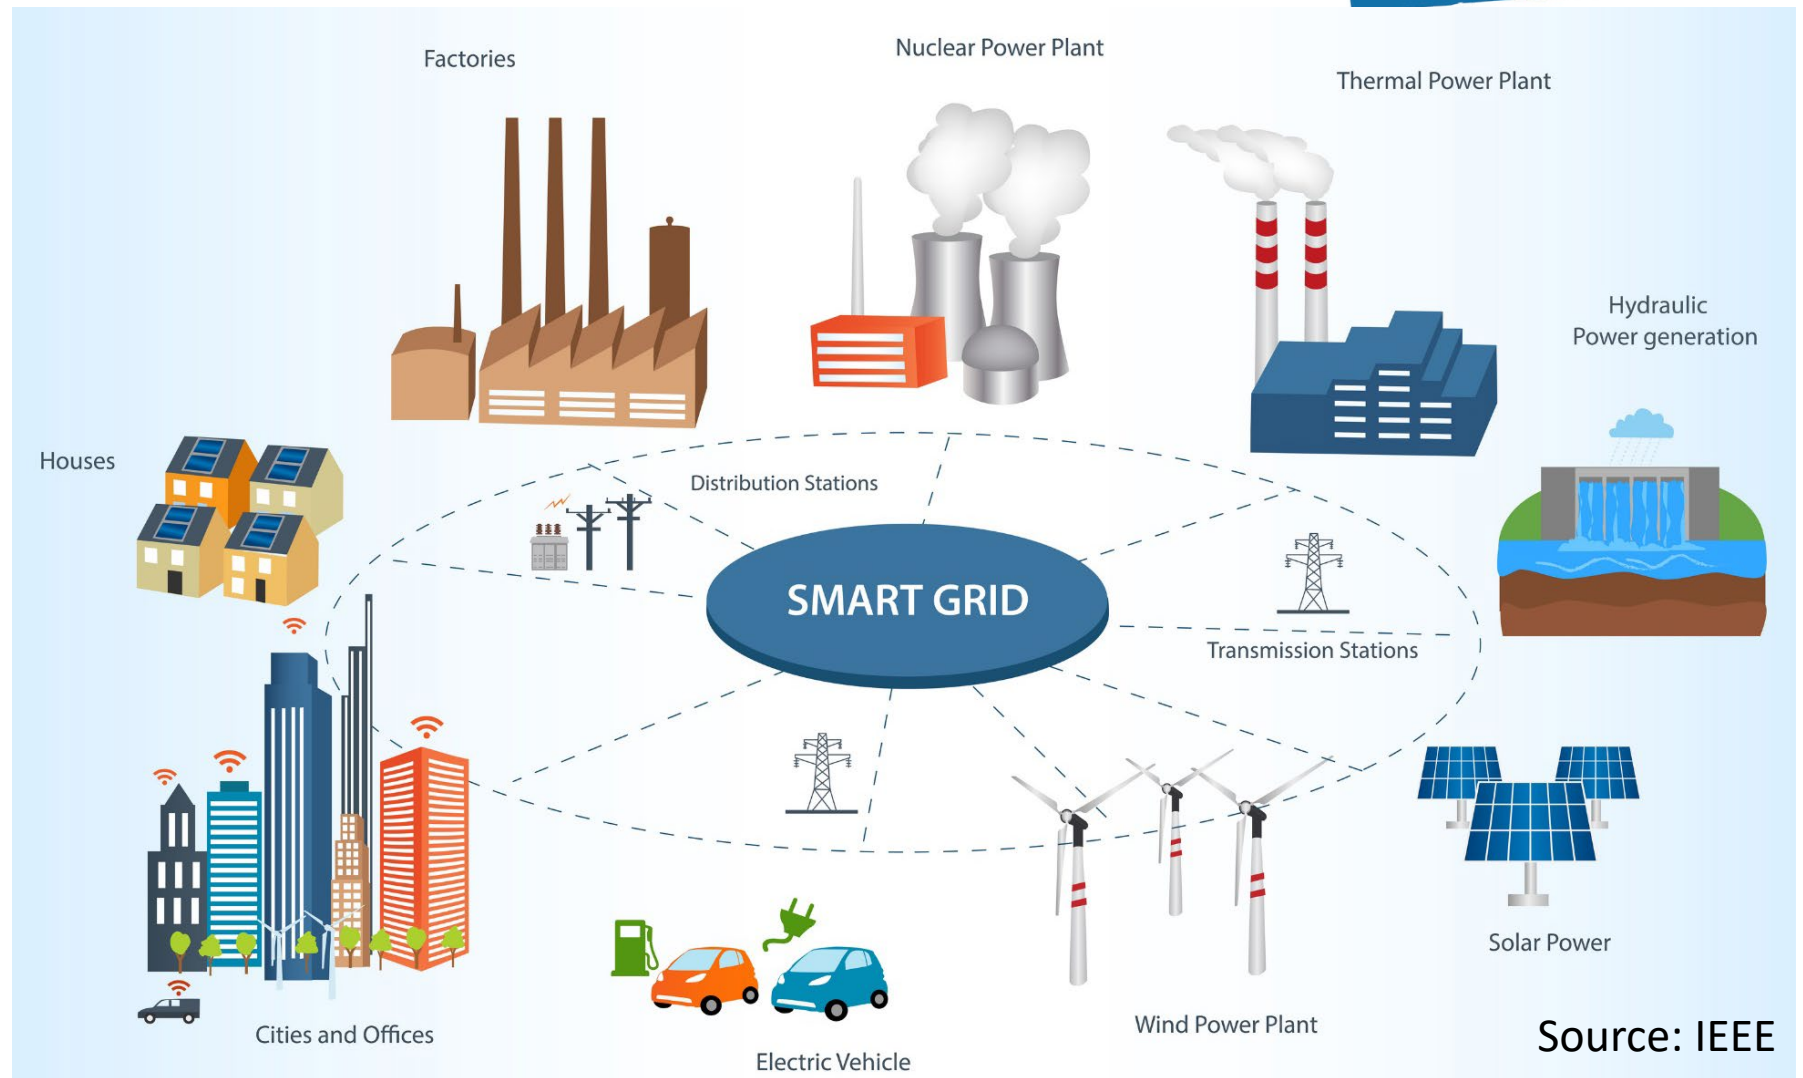 Nuclear Power Plant
Factories
Thermal Power Plant
Hydraulic
Power generation
Houses
Distribution Stations
SMART GRID
Transmission Stations
Solar Power
Wind Power Plant
Cities and Offices
Electric Vehicle
Source: IEEE